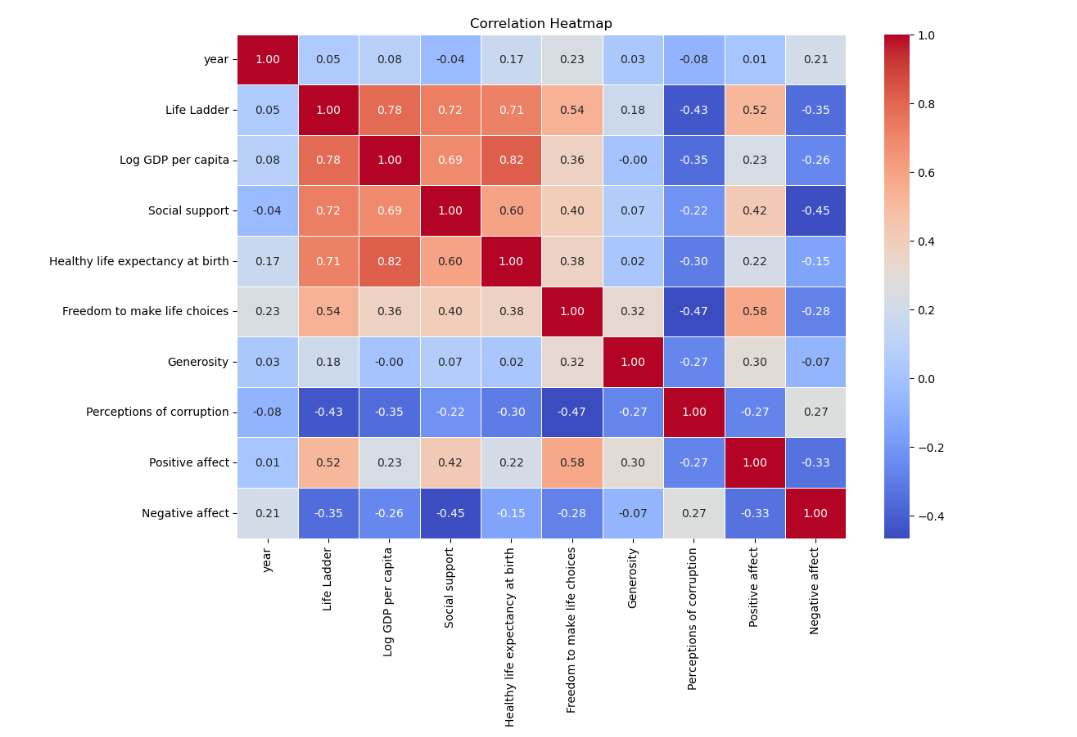 Correlation Heatmap
year 1.00 0.05 0.08 -0.04 0.17 0.23 0.03 -0.08 0.01 0.21
Life Ladder 0.05 1.00 0.78 0.72 0.71 0.54 0.18 -0.43 0.52 -0.35
Log GDP per capita 0.08 0.78 1.00 0.69 0.82 0.36 -0.00 -0.35 0.23 -0.26
Social support -0.04 0.72 0.69 1.00 0.60 0.40 0.07 -0.22 0.42 -0.45
Healthy life expectancy at birth 0.17 0.71 0.82 0.60 1.00 0.38 0.02 -0.30 0.22 -0.15
Freedom to make life choices 0.23 0.54 0.36 0.40 0.38 1.00 0.32 -0.47 0.58 -0.28
Generosity 0.03 0.18 -0.00 0.07 0.02 0.32 1.00 -0.27 0.30 -0.07
Perceptions of corruption -0.08 -0.43 -0.35 -0.22 -0.30 -0.47 -0.27 1.00 -0.27 0.27
Positive affect 0.01 0.52 0.23 0.42 0.22 0.58 0.30 -0.27 1.00 -0.33
Negative affect 0.21 -0.35 -0.26 -0.45 -0.15 -0.28 -0.07 0.27 -0.33 1.00
year
Life Ladder
Log GDP per capita
Social support
Healthy life expectancy at birth
Freedom to make life choices
Generosity
Perceptions of corruption
Positive affect
Negative affect
1.0
0.8
0.6
0.4
0.2
0.0
−0.2
−0.4